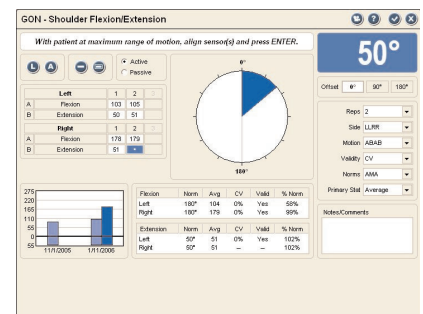 GON - Shoulder Flexion/Extension
With patient at maximum range of motion, align sensor(s) and press ENTER.
50°
L A
Active
Passive
0°
180°
Offset 0° 90° 180°
Left 1 2
A Flexion 103 105
B Extension 50 51
Right 1 2
A Flexion 178 179
B Extension 51
Reps 2
Side LLRR
Motion ABAB
Validity CV
Norms AMA
Primary Stat Average
Notes/Comments
275
220
165
110
55
0
55
11/1/2005 1/11/2006
Flexion Norm Avg CV Valid % Norm
Left 180° 104 0% Yes 58%
Right 180° 179 0% Yes 99%
Extension Norm Avg CV Valid % Norm
Left 50° 51 0% Yes 102%
Right 50° 51 -- -- 102%